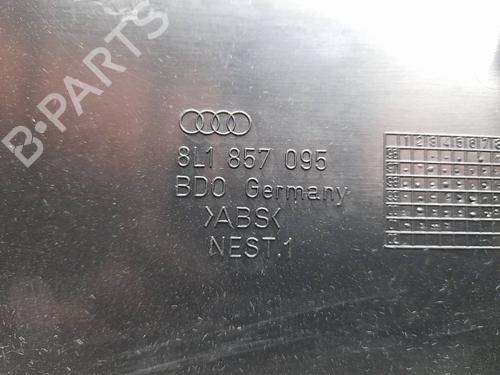 B-PARTS
8L1 857 095
BDO Germany
>ABS<
NEST.1
1 2 3 4 5 6 7 8